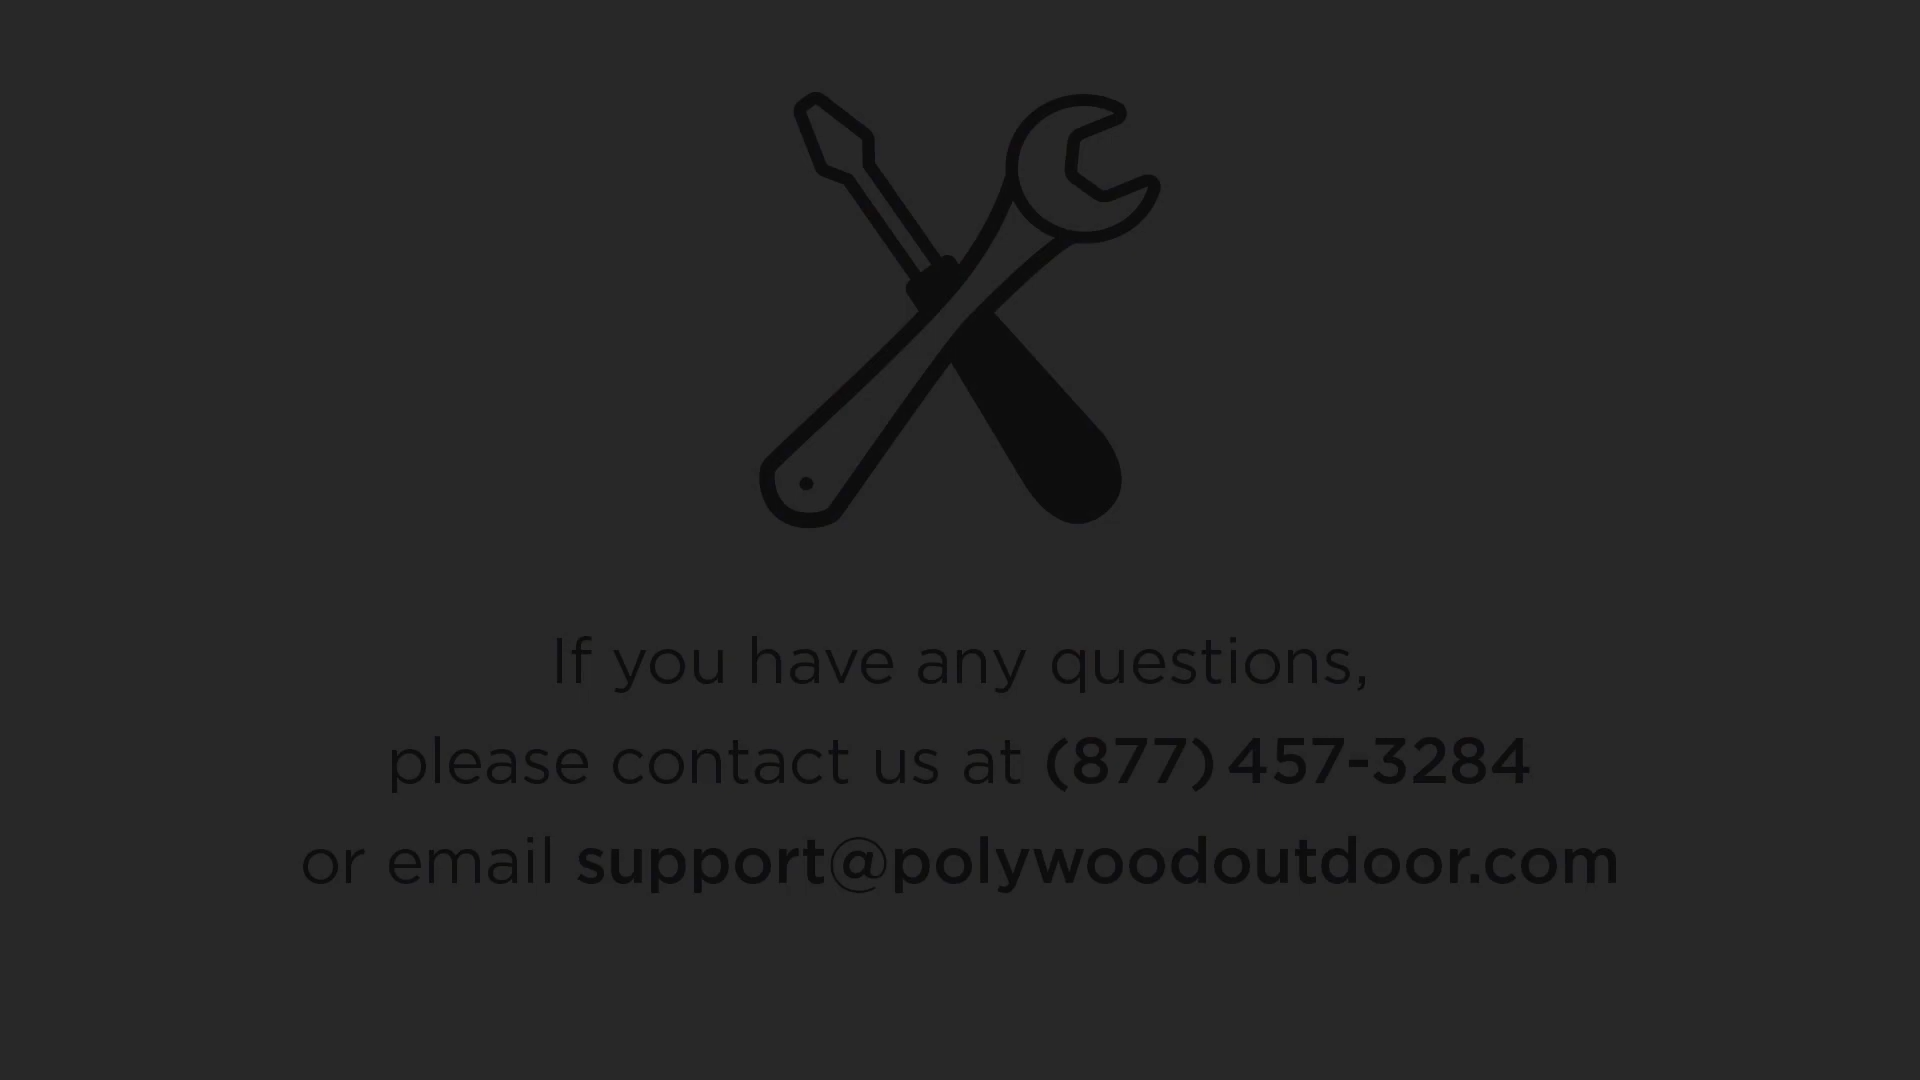 If you have any questions,
please contact us at (877) 457-3284
or email support@polywoodoutdoor.com